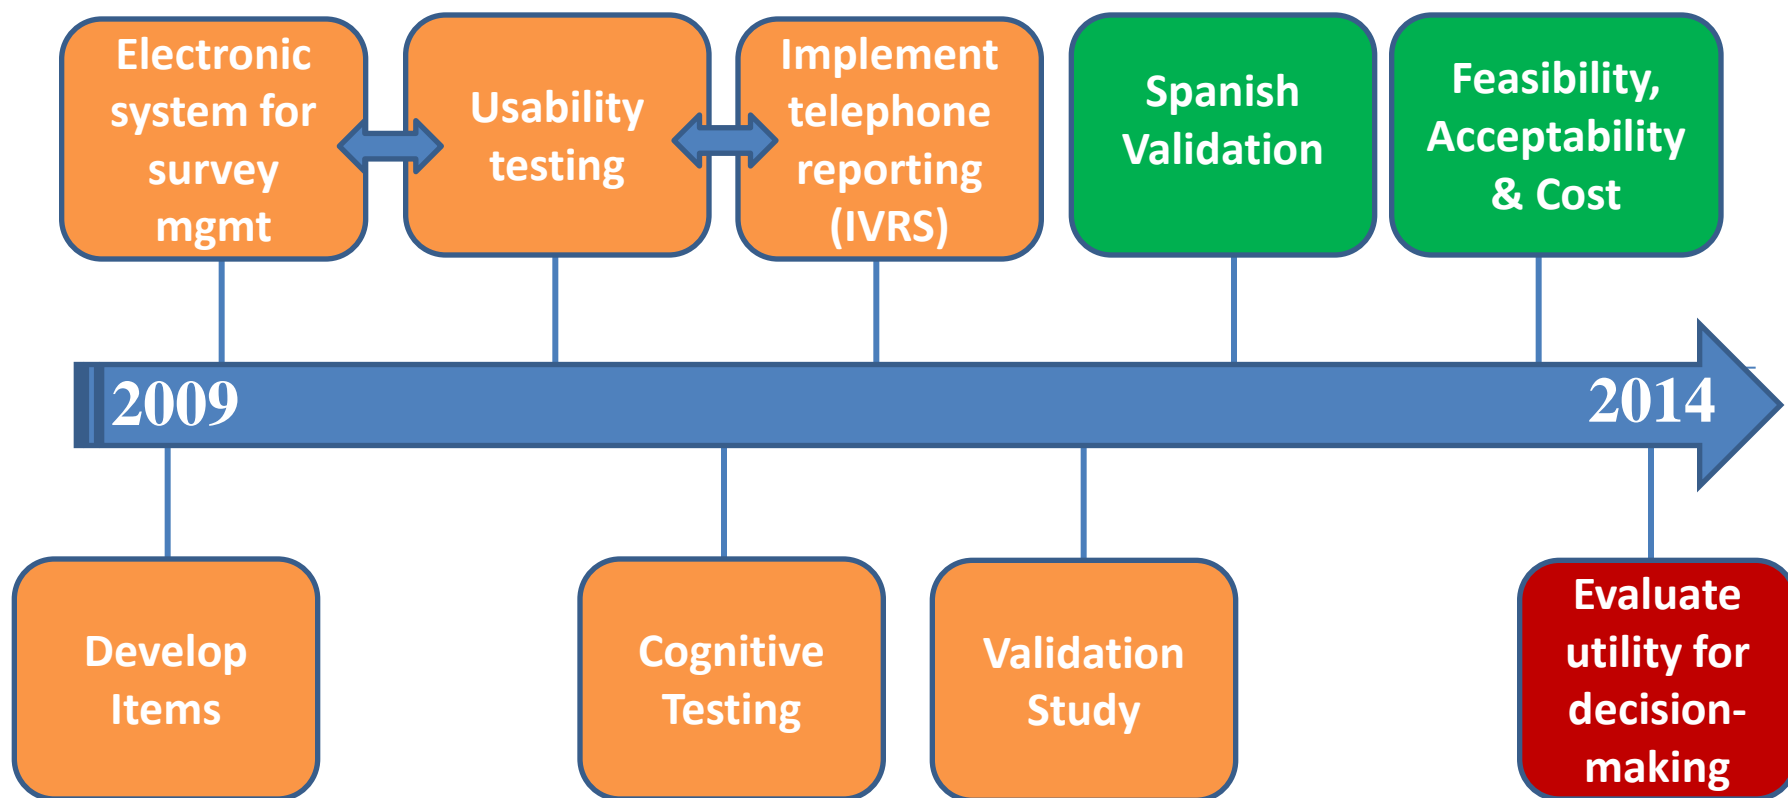 Electronic
system for
survey
mgmt
Usability
testing
Implement
telephone
reporting
(IVRS)
Spanish
Validation
Feasibility,
Acceptability
& Cost
2009
2014
Develop
Items
Cognitive
Testing
Validation
Study
Evaluate
utility for
decision-
making